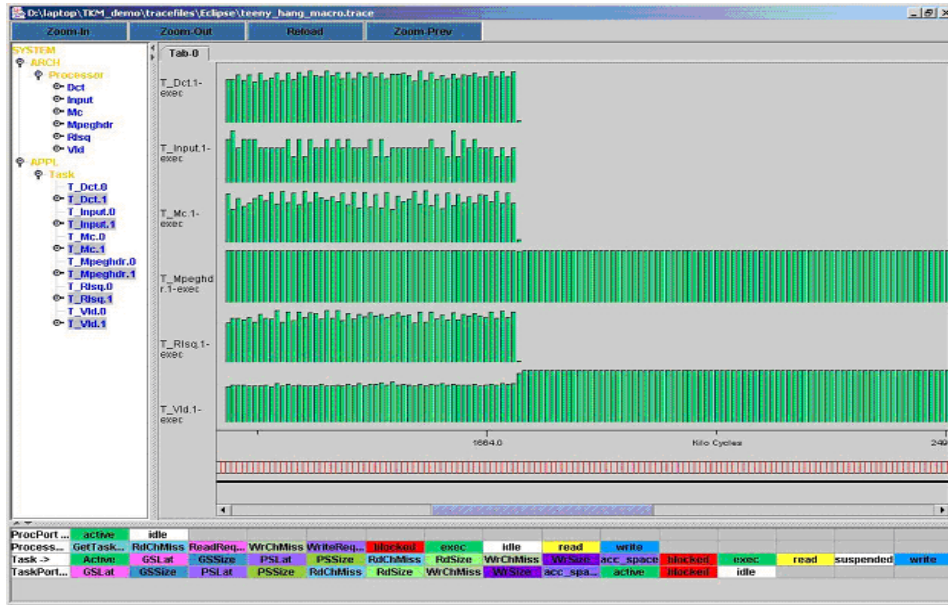 D:\laptop\TKM_demo\tracefiles\Eclipse\teeny_hang_macro.trace
Zoom-In Zoom-Out Reload Zoom-Prev
SYSTEM
ARCH
Processor
Dct
Input
Mc
Mpeghdr
Rlsq
Vld
APPL
Task
T_Dct.0
T_Dct.1
T_Input.0
T_Input.1
T_Mc.0
T_Mc.1
T_Mpeghdr.0
T_Mpeghdr.1
T_Rlsq.0
T_Rlsq.1
T_Vld.0
T_Vld.1
Tab-0
T_Dct.1-
exec
T_Input.1-
exec
T_Mc.1-
exec
T_Mpeghd
r.1-exec
T_Rlsq.1-
exec
T_Vld.1-
exec
1664.0 Kilo Cycles 249
ProcPort ... active idle
Process... GetTask... RdChMiss ReadReq... WrChMiss WriteReq... blocked exec idle read write
Task -> Active GSLat GSSize PSLat PSSize RdChMiss RdSize WrChMiss WrSize acc_space blocked exec read suspended write
TaskPort... GSLat GSSize PSLat PSSize RdChMiss RdSize WrChMiss WrSize acc_spa... active blocked idle